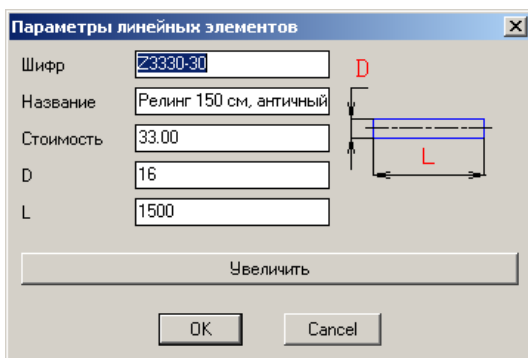 Параметры линейных элементов
Шифр Z3330-30
D
Название Релинг 150 см, античный
Стоимость 33.00
L
D 16
L 1500
Увеличить
OK Cancel